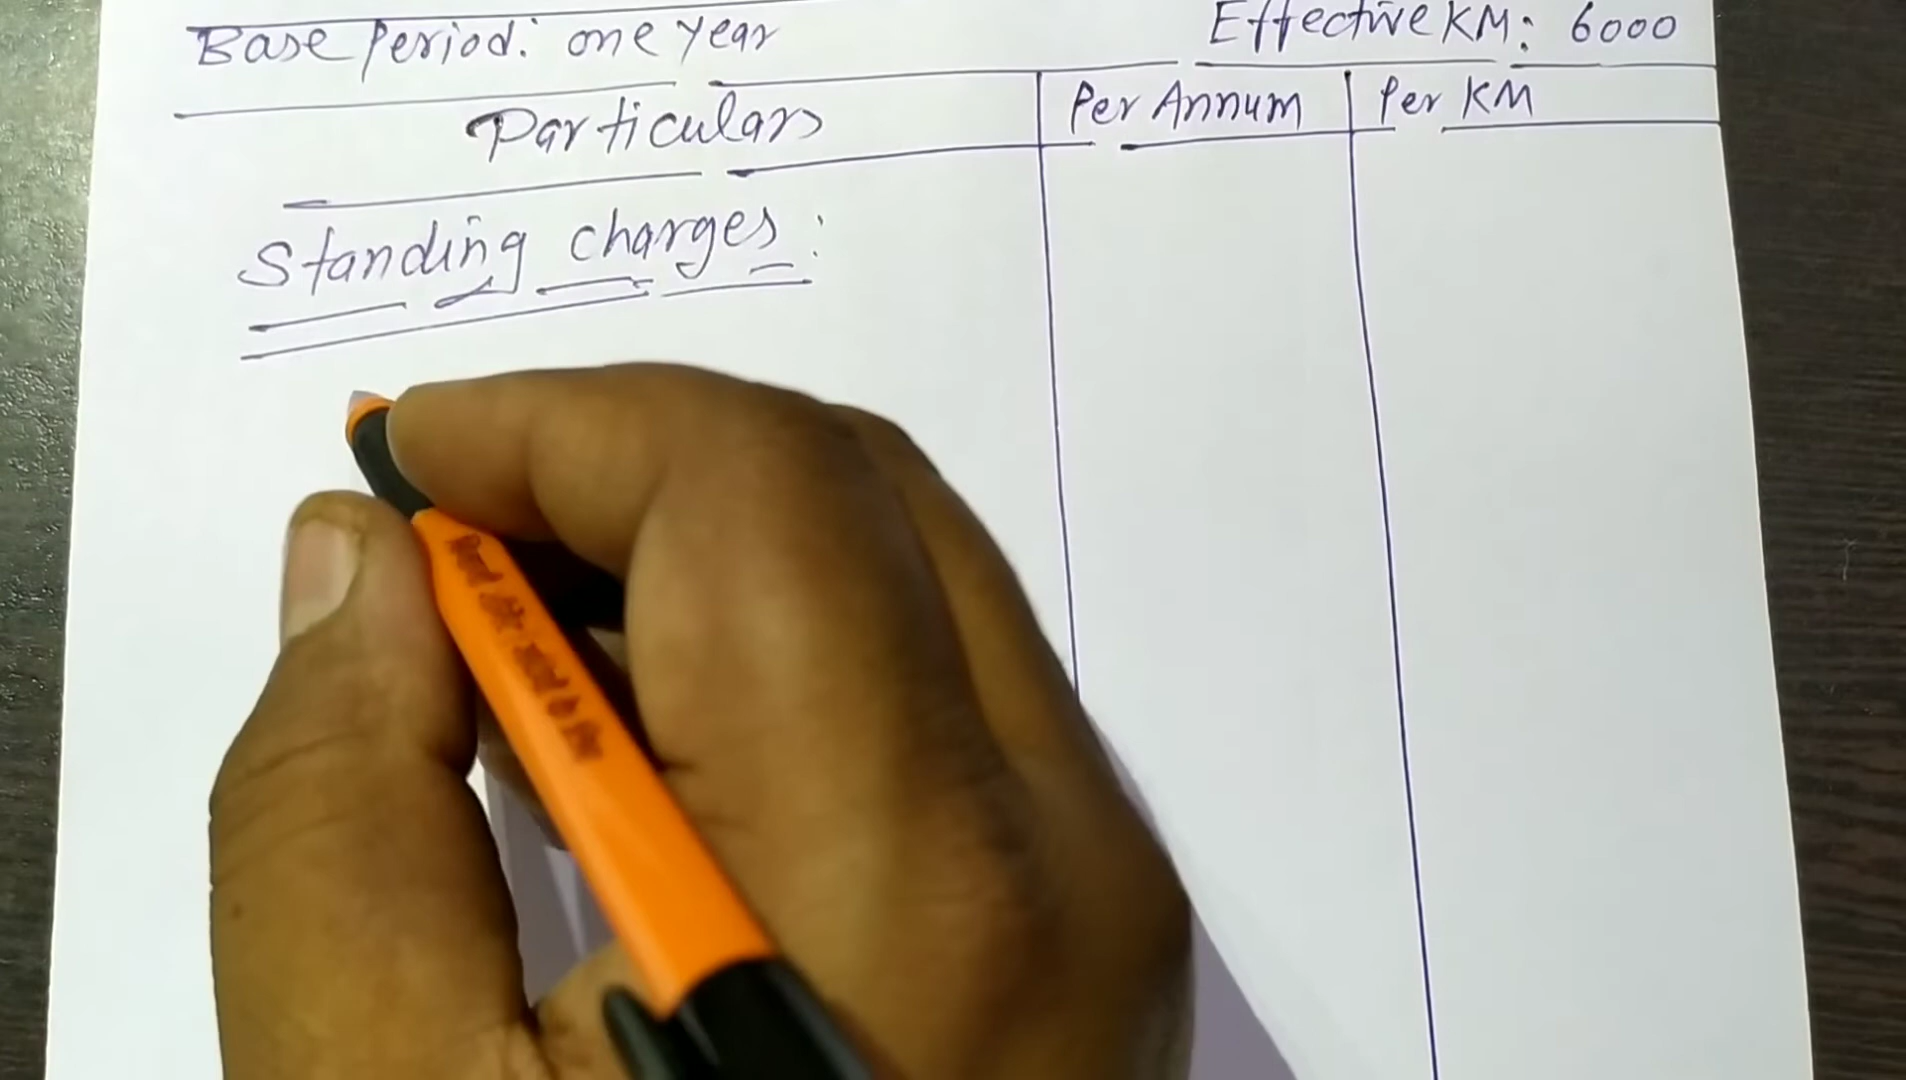 Base Period: one year Effective KM: 6000
Particulars Per Annum Per KM
Standing charges: